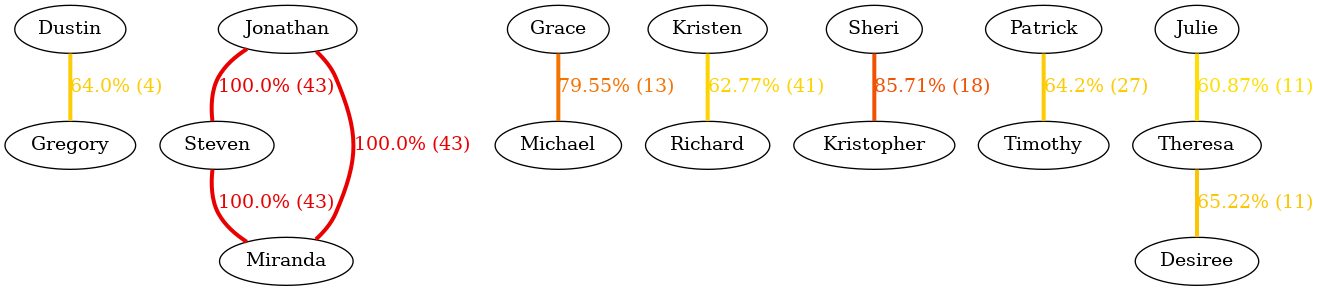 Dustin Jonathan Grace Kristen Sheri Patrick Julie
64.0% (4) 100.0% (43) 79.55% (13) 62.77% (41) 85.71% (18) 64.2% (27) 60.87% (11)
Gregory Steven 100.0% (43) Michael Richard Kristopher Timothy Theresa
100.0% (43) 65.22% (11)
Miranda Desiree